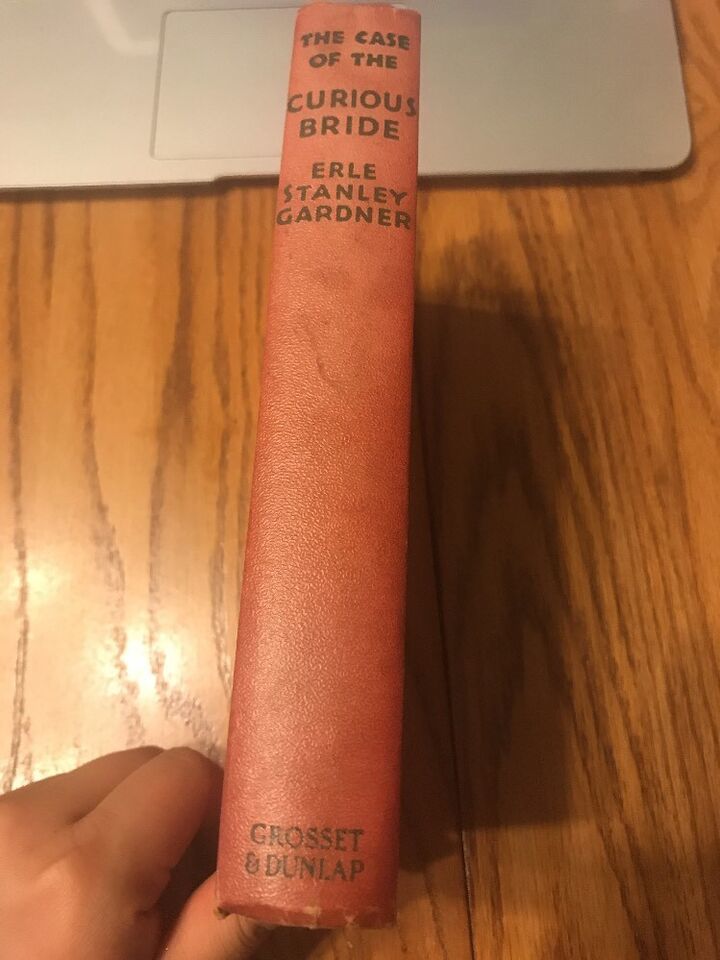 THE CASE
OF THE
CURIOUS
BRIDE
ERLE
STANLEY
GARDNER
GROSSET
& DUNLAP